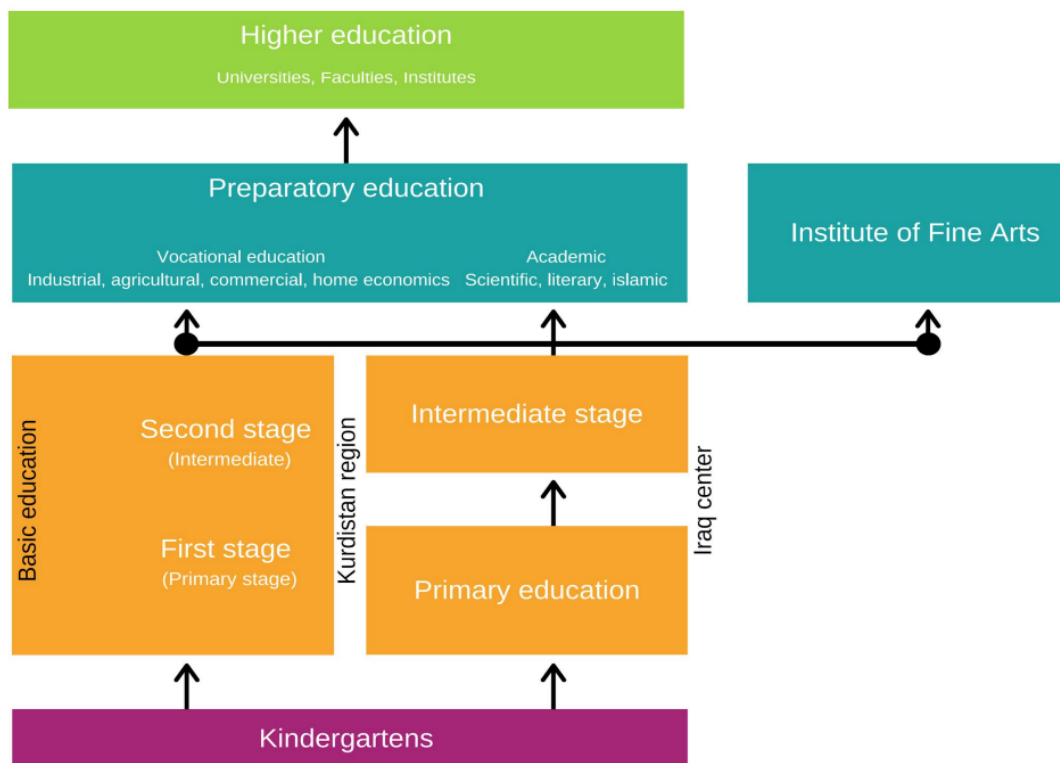 Higher education
Universities, Faculties, Institutes
Preparatory education
Vocational education
Industrial, agricultural, commercial, home economics
Academic
Scientific, literary, islamic
Institute of Fine Arts
Basic education
Second stage
(Intermediate)
First stage
(Primary stage)
Kurdistan region
Intermediate stage
Primary education
Iraq center
Kindergartens